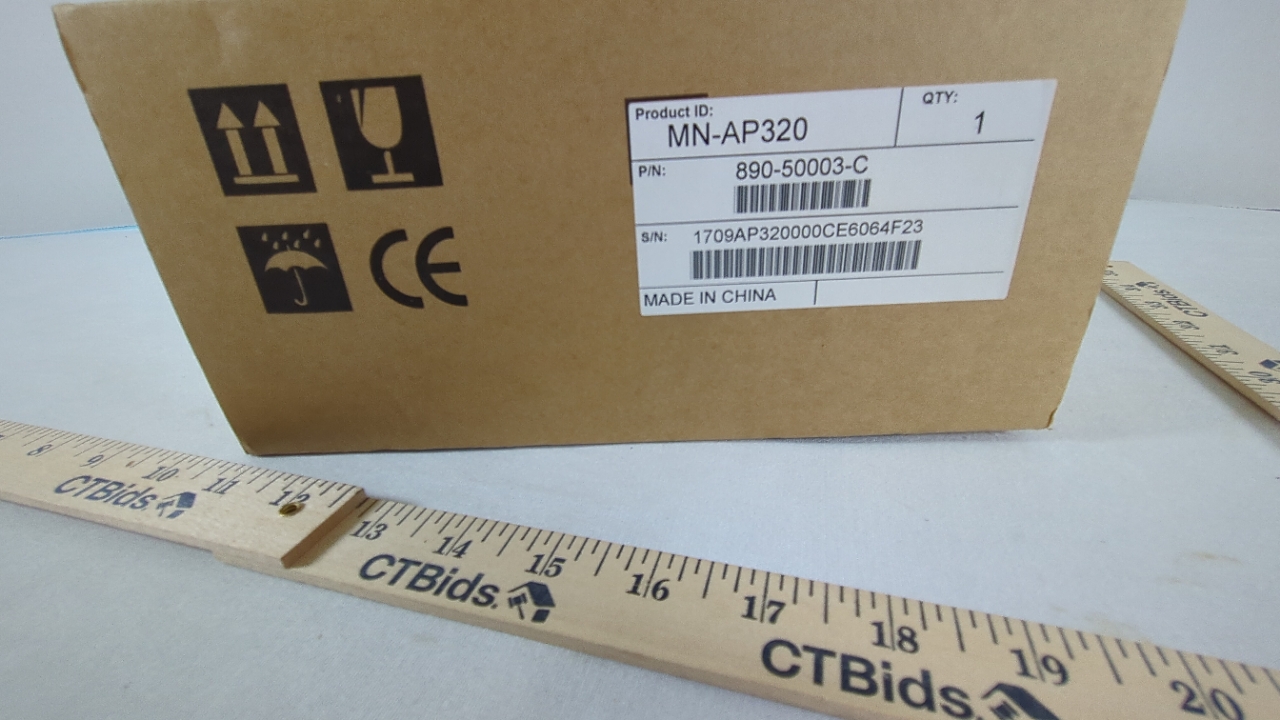 Product ID:
MN-AP320
QTY:
1
P/N:
890-50003-C
S/N:
1709AP320000CE6064F23
MADE IN CHINA
CE
8 9 10 11 12
CTBids.
13 14 15 16 17 18 19 20
CTBids.
CTBids.
CTBids.